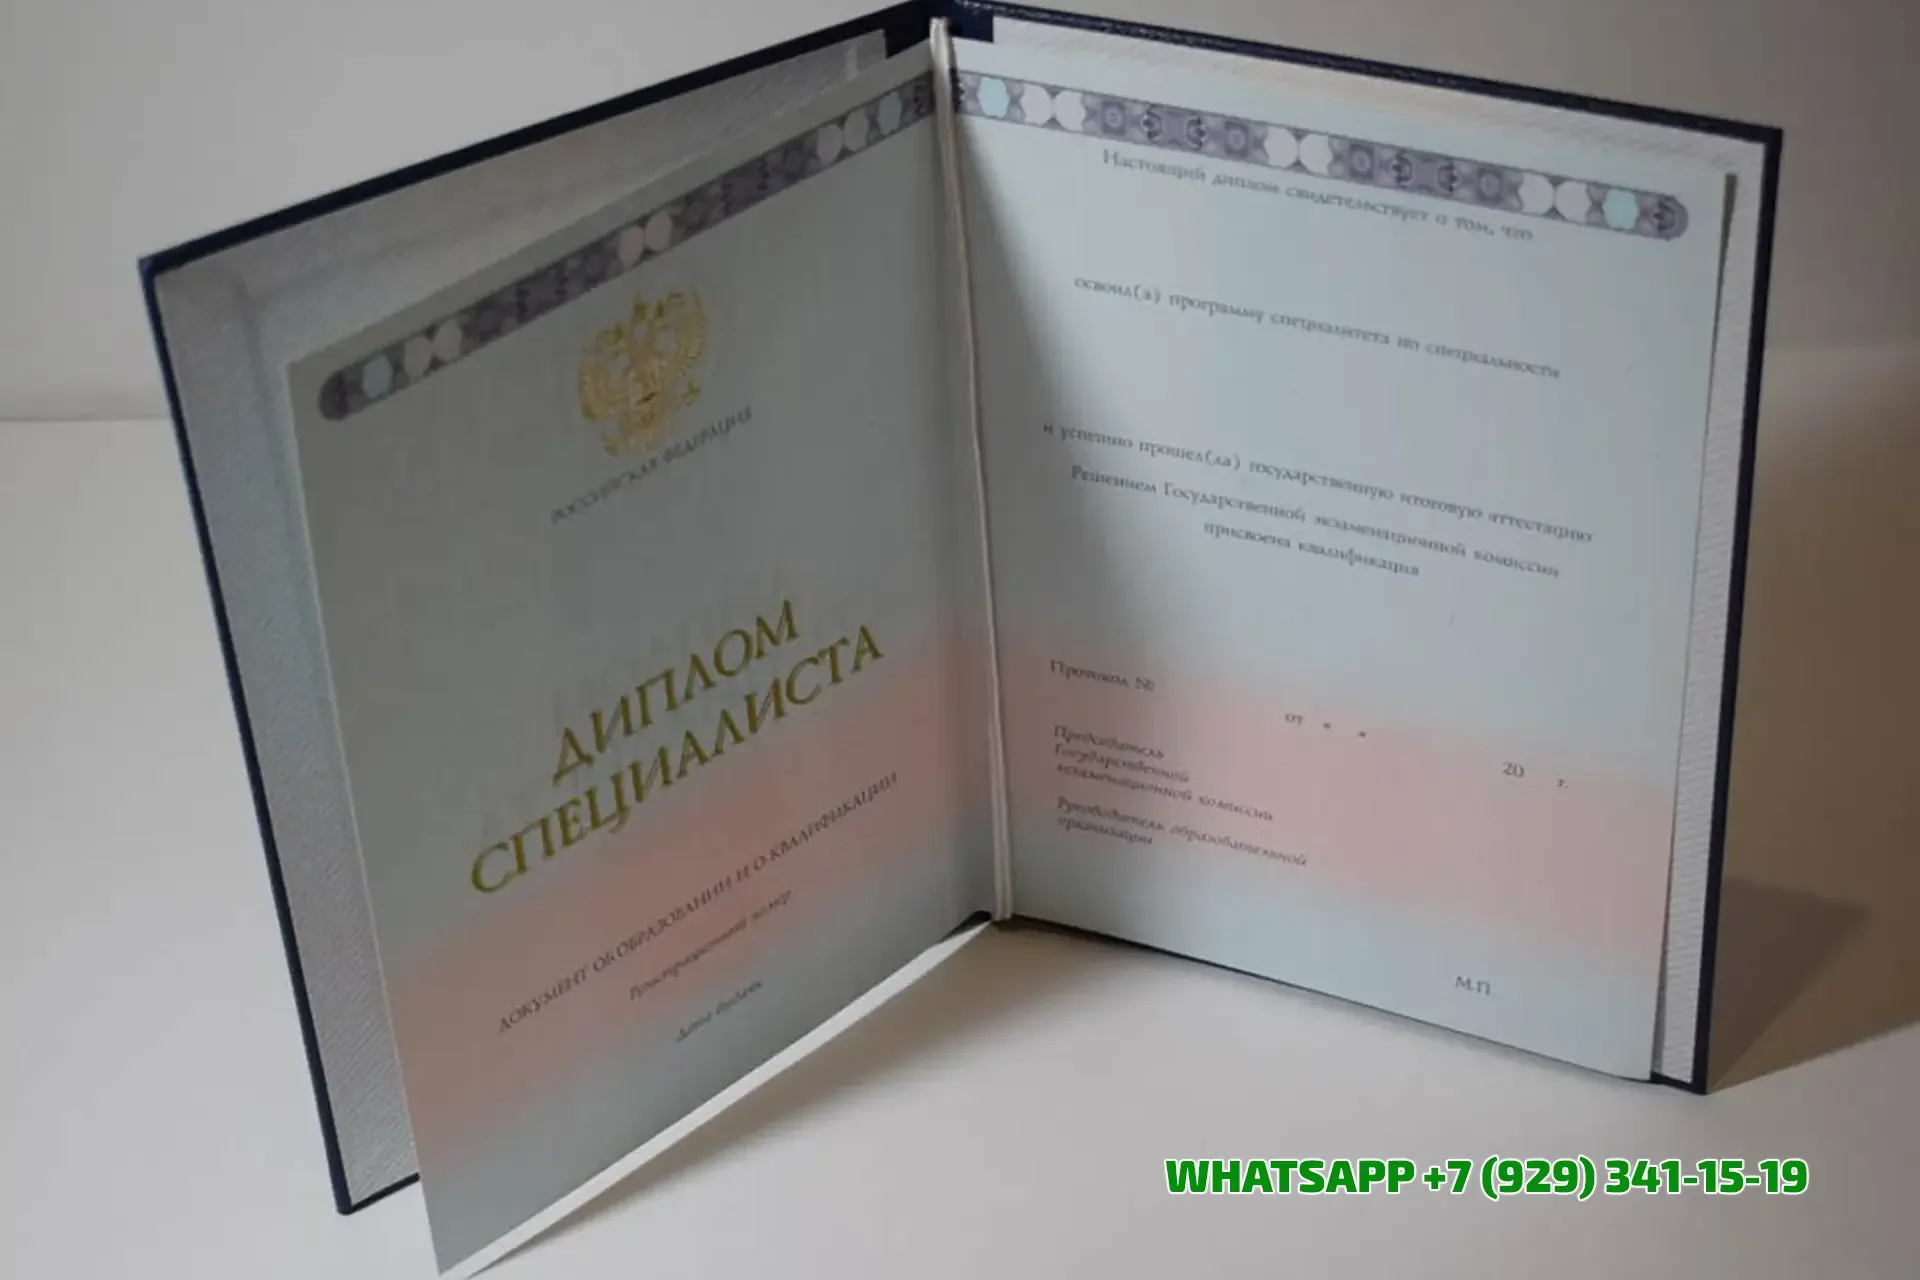 РОССИЙСКАЯ ФЕДЕРАЦИЯ
ДИПЛОМ
СПЕЦИАЛИСТА
ДОКУМЕНТ ОБ ОБРАЗОВАНИИ И О КВАЛИФИКАЦИИ
Регистрационный номер
Дата выдачи
Настоящий диплом свидетельствует о том, что
освоил(а) программу специалитета по специальности
и успешно прошел(ла) государственную итоговую аттестацию
Решением Государственной экзаменационной комиссии
присвоена квалификация
Протокол №
от « » 20 г.
Председатель
Государственной
экзаменационной комиссии
Руководитель образовательной
организации
М.П.
WHATSAPP +7 (929) 341-15-19